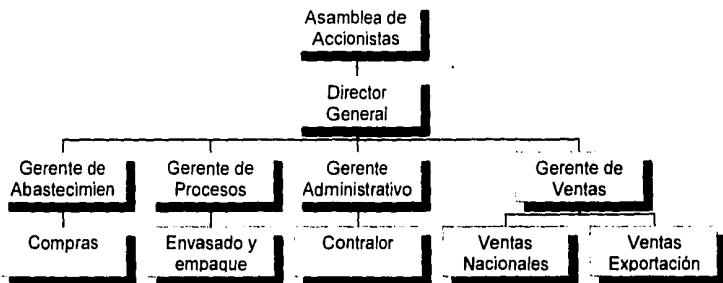 Asamblea de
Accionistas
Director
General
Gerente de
Abastecimien
Gerente de
Procesos
Gerente
Administrativo
Gerente de
Ventas
Compras
Envasado y
empaque
Contralor
Ventas
Nacionales
Ventas
Exportación